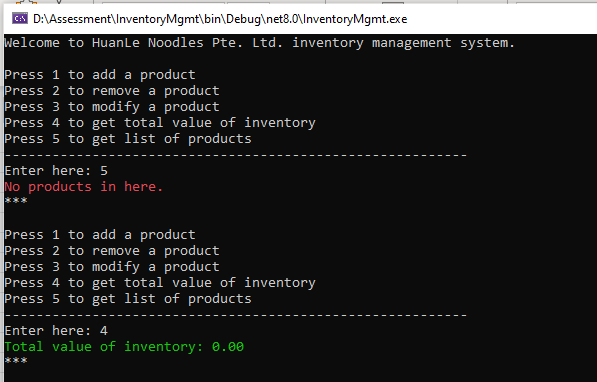 D:\Assessment\InventoryMgmt\bin\Debug\net8.0\InventoryMgmt.exe
Welcome to HuanLe Noodles Pte. Ltd. inventory management system.
Press 1 to add a product
Press 2 to remove a product
Press 3 to modify a product
Press 4 to get total value of inventory
Press 5 to get list of products
----------------------------------------------------------
Enter here: 5
No products in here.
***
Press 1 to add a product
Press 2 to remove a product
Press 3 to modify a product
Press 4 to get total value of inventory
Press 5 to get list of products
----------------------------------------------------------
Enter here: 4
Total value of inventory: 0.00
***